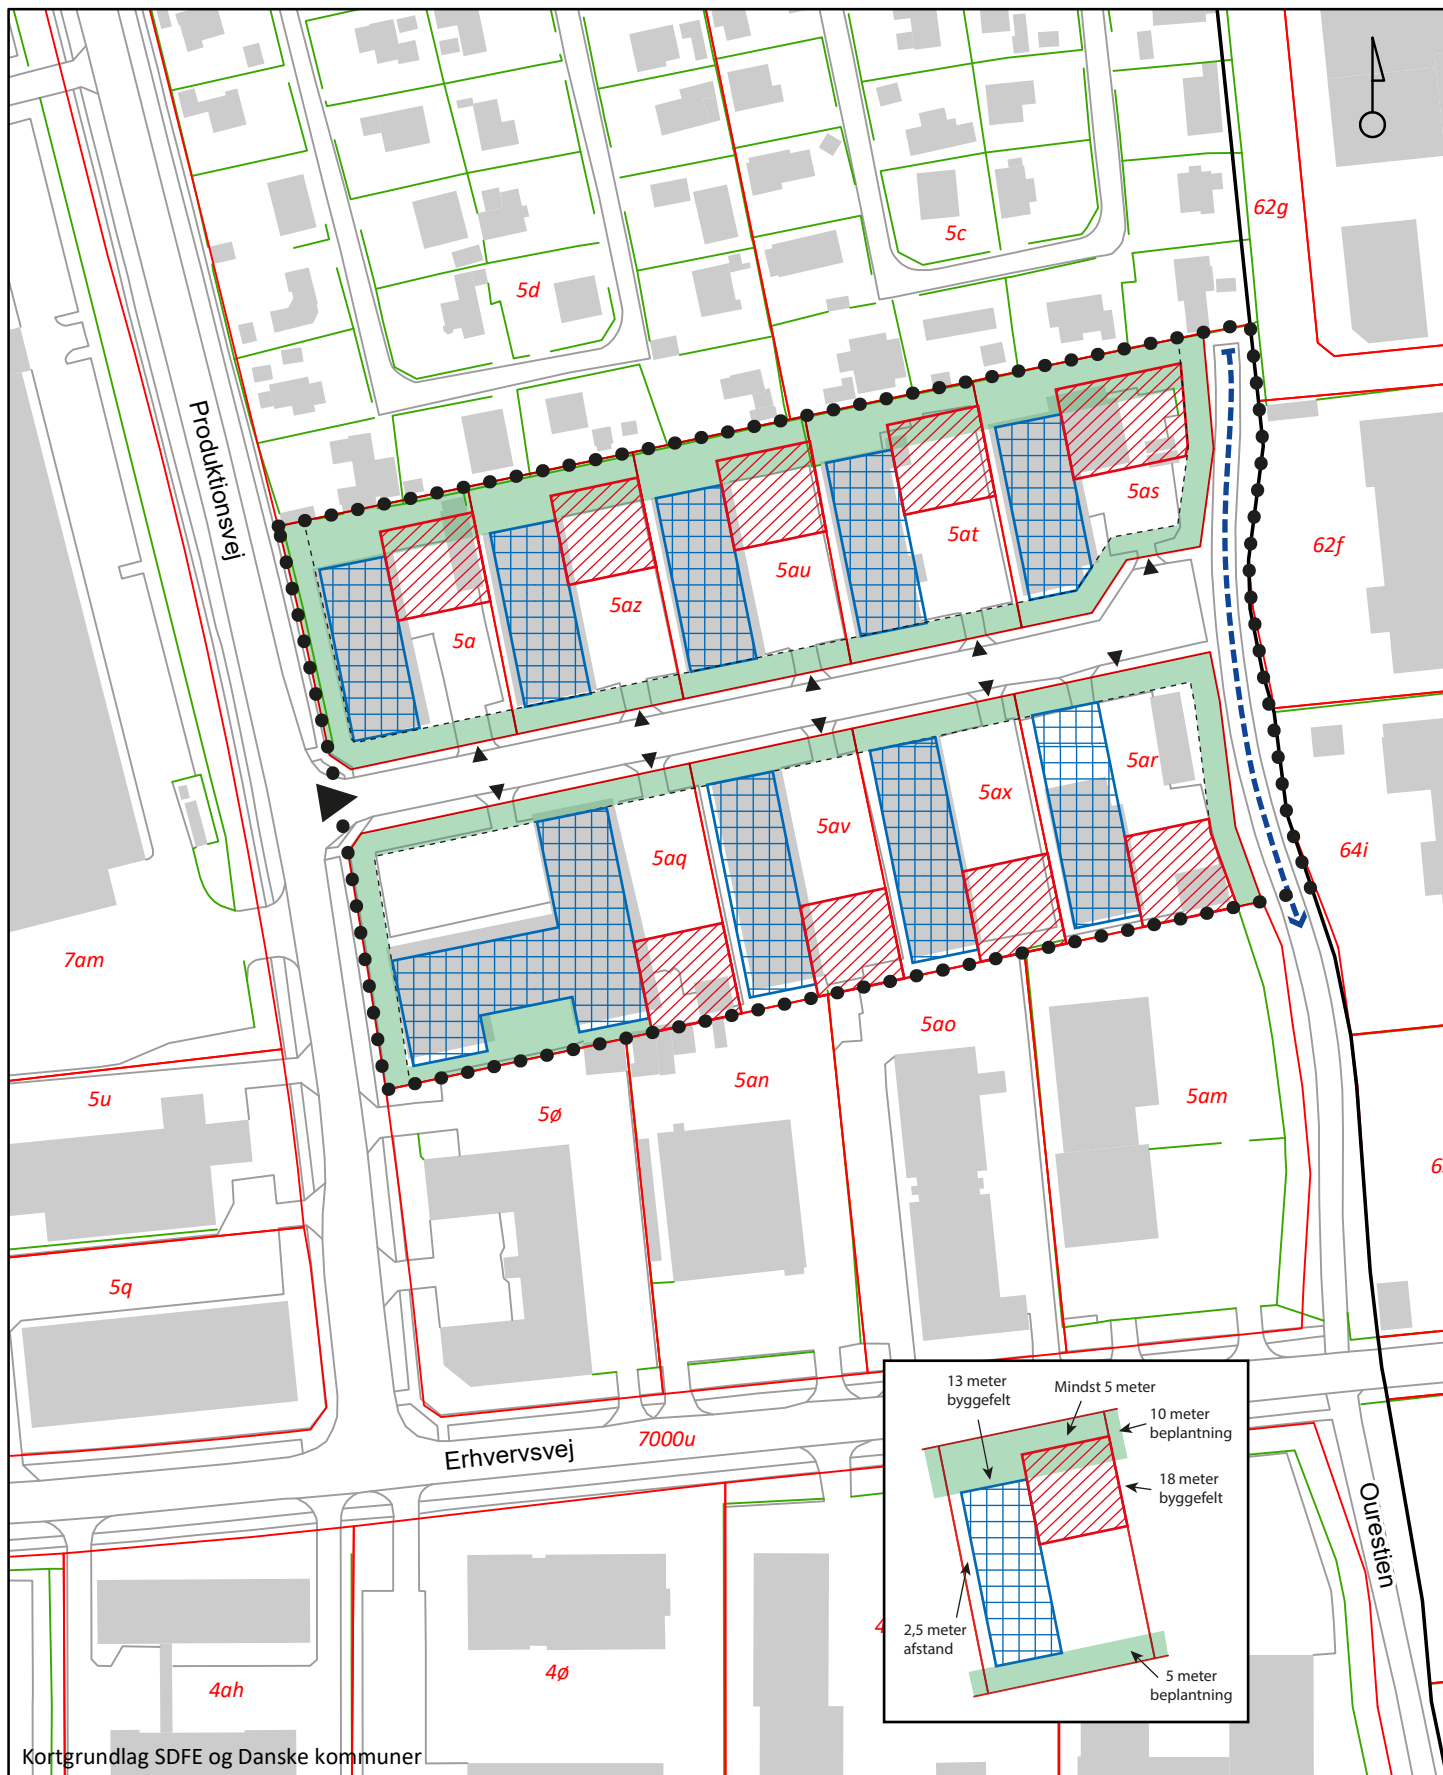 62g
5c
5d
Produktionsvej
5as
5at
62f
5au
5az
5a
5ar
5ax
5av
5aq
64i
7am
5ao
5an
5am
5u
5ø
5q
13 meter
byggefelt
Mindst 5 meter
10 meter
beplantning
18 meter
byggefelt
2,5 meter
afstand
5 meter
beplantning
7000u
Erhvervsvej
Ourestien
4ø
4ah
Kortgrundlag SDFE og Danske kommuner